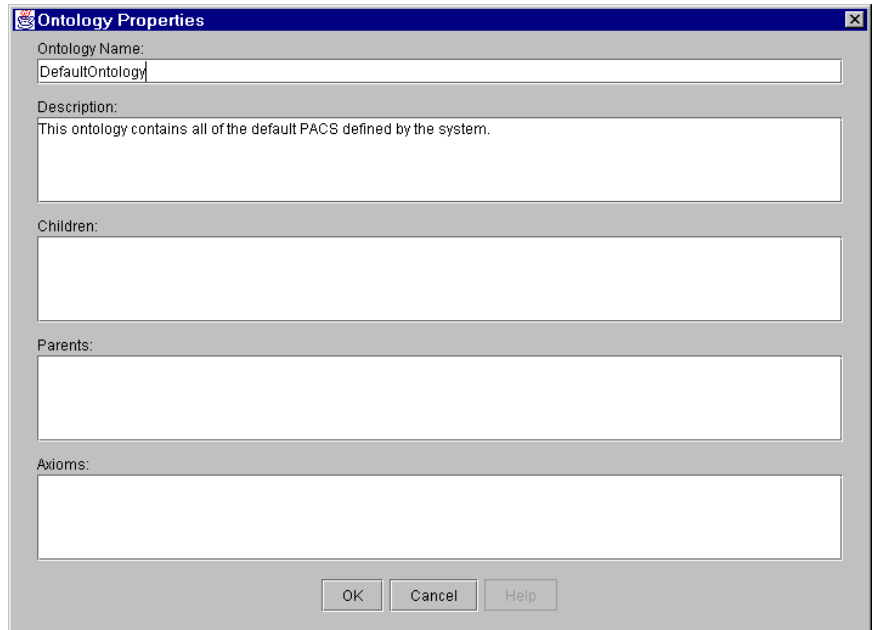 Ontology Properties
Ontology Name:
DefaultOntology
Description:
This ontology contains all of the default PACS defined by the system.
Children:
Parents:
Axioms:
OK Cancel Help